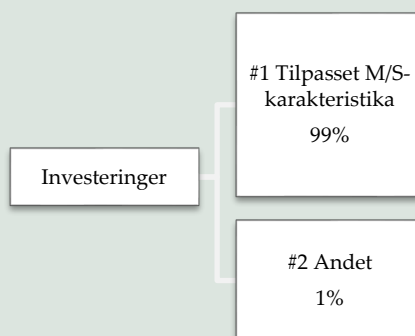 #1 Tilpasset M/S-
karakteristika
99%
Investeringer
#2 Andet
1%